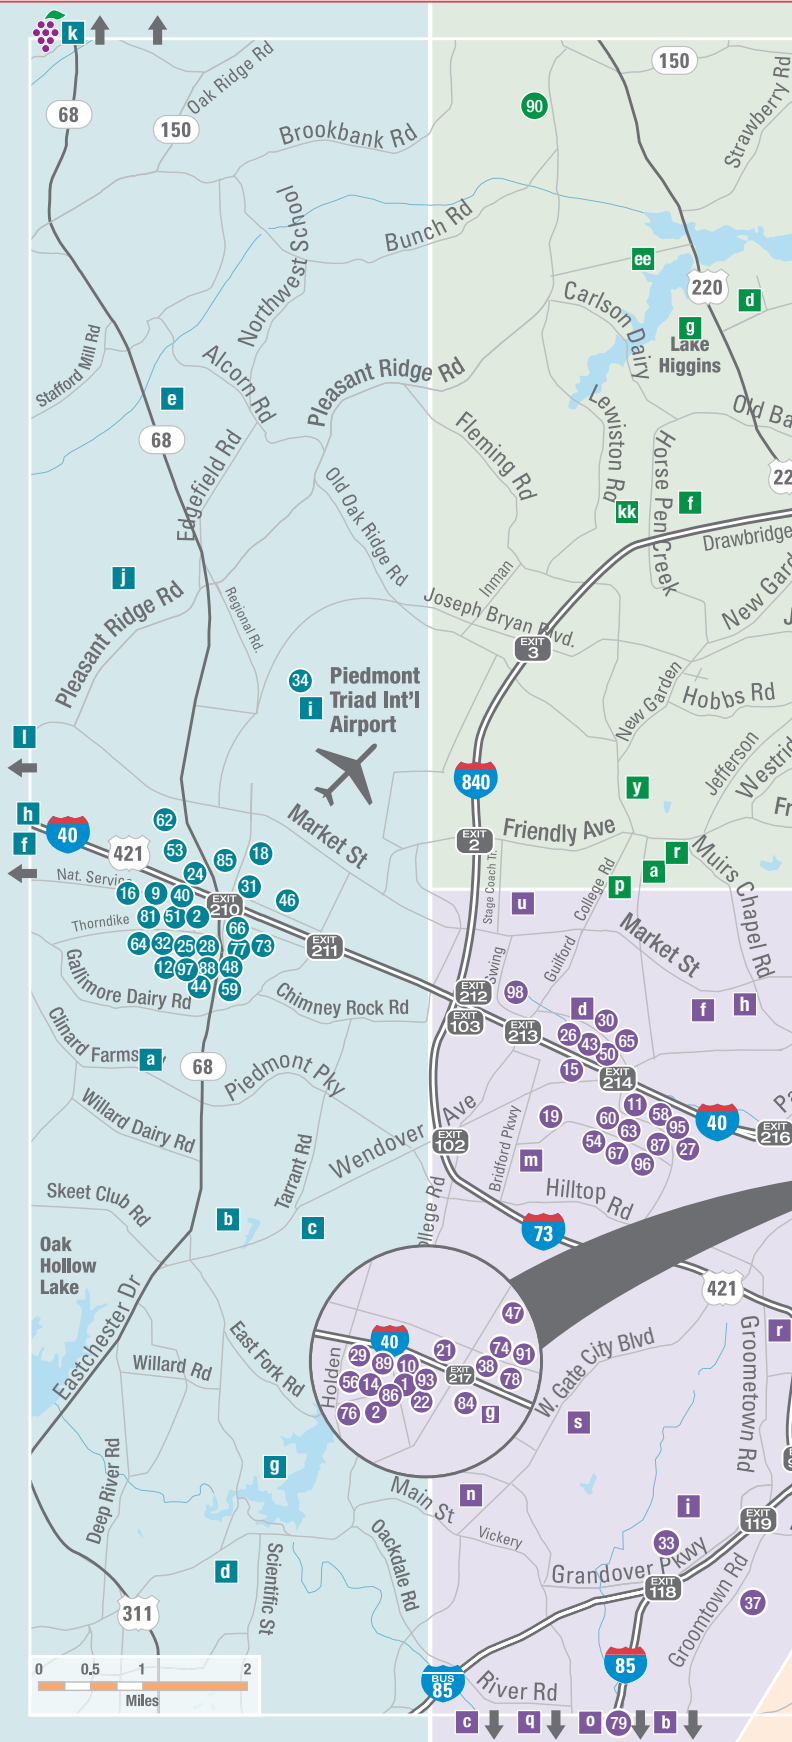 k
68
150
Oak Ridge Rd
Brookbank Rd
150
Strawberry Rd
90
Northwest School
Bunch Rd
ee
220
d
Carlson Dairy
g
Lake
Higgins
Stafford Mill Rd
Alcorn Rd
Pleasant Ridge Rd
e
68
Lewiston Rd
Old Ba
Fleming Rd
Horse Pen Creek
22
Edgefield Rd
Old Oak Ridge Rd
kk
f
Drawbridge
j
Inman
Pleasant Ridge Rd
Regional Rd.
Joseph Bryan Blvd.
New Gard
J
EXIT
3
34
i
Piedmont
Triad Int'l
Airport
New Garden
Hobbs Rd
l
840
Jefferson
Westrid
y
h
40
f
62
Market St
EXIT
2
Friendly Ave
Fr
421
53
85
18
Stage Coach Tr.
College Rd
r
a
p
Muirs Chapel Rd
Nat. Service
24
31
16
9
40
EXIT
210
46
u
Thorndike
81
51
2
66
Market St
64
32
25
28
77
73
EXIT
211
Swing
Guilford
12
97
88
48
44
59
Gallimore Dairy Rd
Chimney Rock Rd
EXIT
212
98
EXIT
103
EXIT
213
d
30
f
h
26
43
50
65
Clinard Farms
a
68
Piedmont Pky
15
EXIT
214
Willard Dairy Rd
Tarrant Rd
Wendover Ave
EXIT
102
Bridford Pkwy
19
60
11
58
63
95
54
67
87
27
96
40
Pa
EXIT
216
m
Skeet Club Rd
b
c
ollege Rd
Hilltop Rd
73
Oak
Hollow
Lake
421
Eastchester Dr
Willard Rd
East Fork Rd
Holden
40
47
29
89
10
21
74
91
56
14
1
93
EXIT
217
38
78
86
22
84
g
76
2
W. Gate City Blvd
Groometown Rd
r
s
g
Deep River Rd
Main St
n
Vickery
i
EXIT
119
33
Oackdale Rd
Scientific St
d
Grandover Pkwy
EXIT
118
Groomtown Rd
37
311
85
BUS
85
River Rd
0
0.5
1
2
Miles
c
q
o
79
b